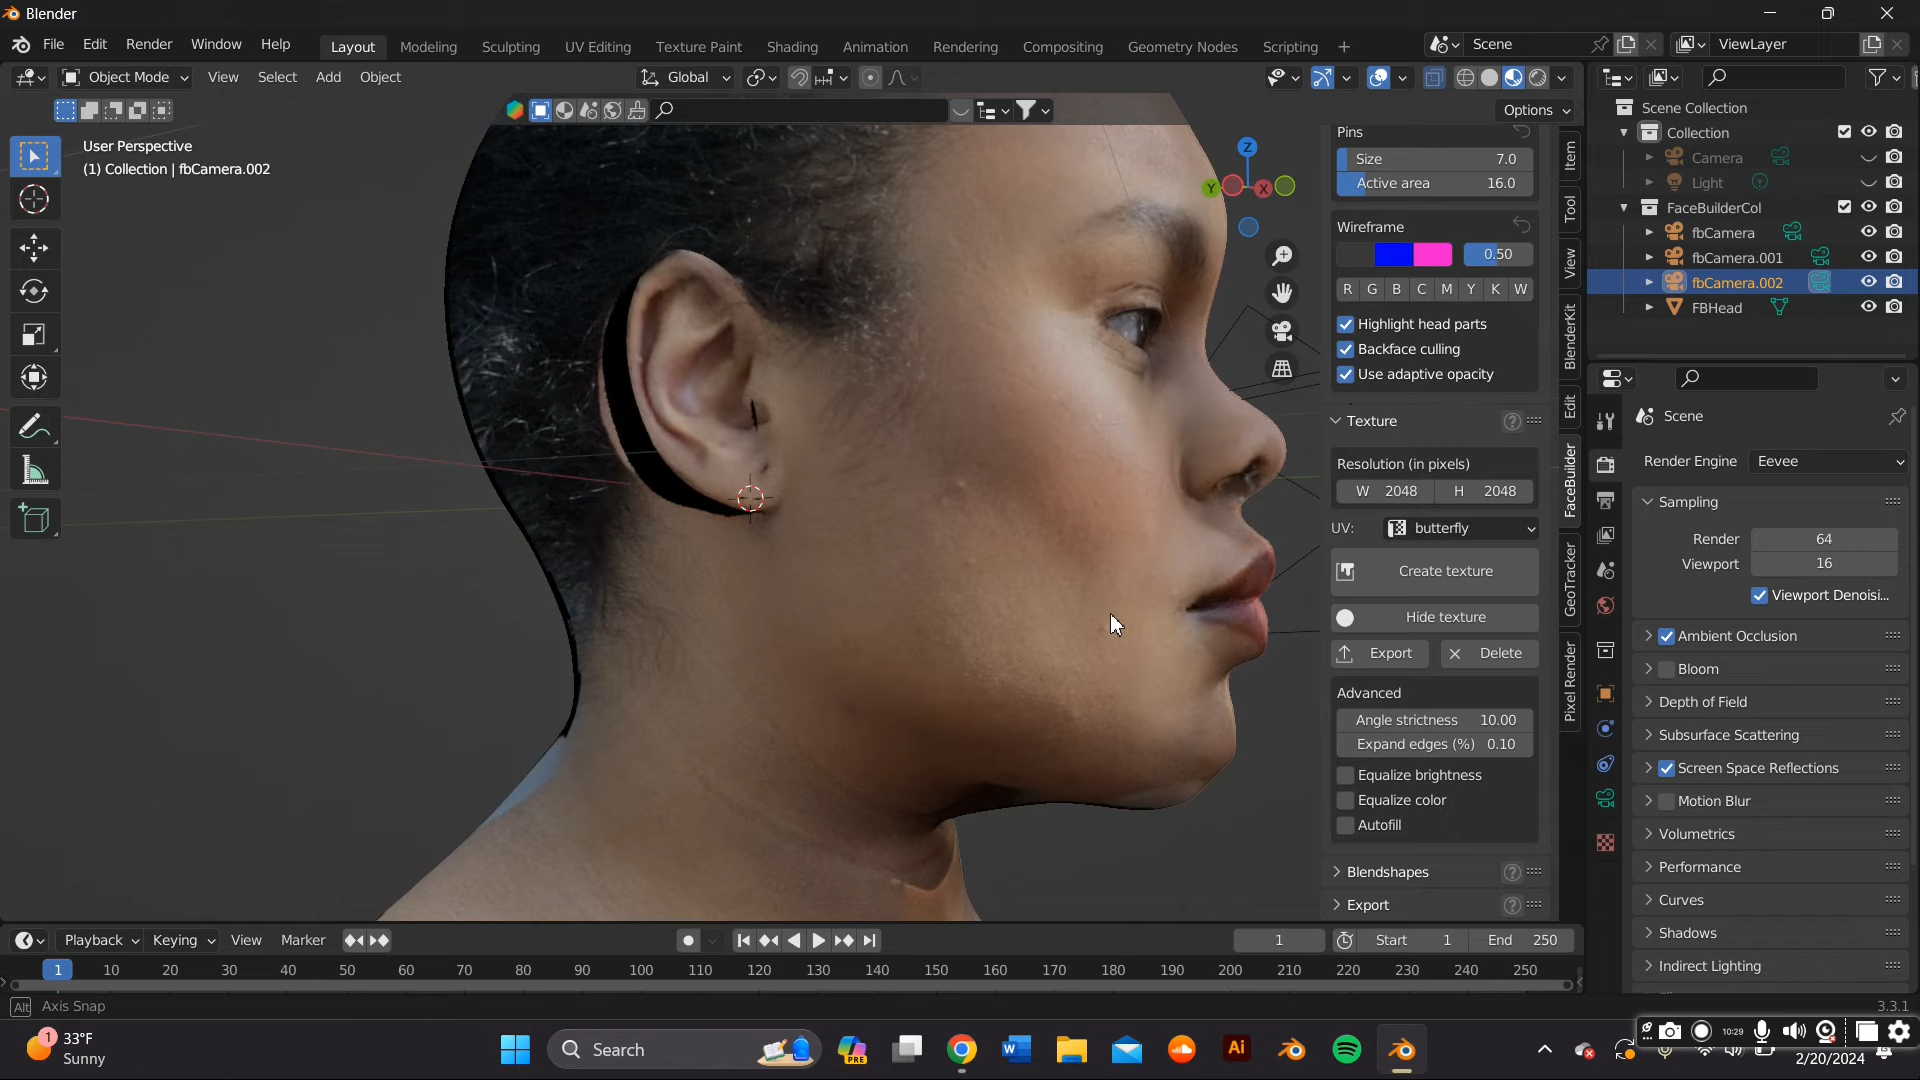 Blender
File Edit Render Window Help Layout Modeling Sculpting UV Editing Texture Paint Shading Animation Rendering Compositing Geometry Nodes Scripting + Scene ViewLayer
Object Mode View Select Add Object Global
Options
User Perspective
(1) Collection | fbCamera.002
Z
Y X
Pins
Size 7.0
Active area 16.0
Wireframe
0.50
R G B C M Y K W
Highlight head parts
Backface culling
Use adaptive opacity
Texture
Resolution (in pixels)
W 2048 H 2048
UV: butterfly
Create texture
Hide texture
Export Delete
Advanced
Angle strictness 10.00
Expand edges (%) 0.10
Equalize brightness
Equalize color
Autofill
Blendshapes
Export
Item
Tool
View
BlenderKit
Edit
FaceBuilder
GeoTracker
Pixel Render
Scene Collection
Collection
Camera
Light
FaceBuilderCol
fbCamera
fbCamera.001
fbCamera.002
FBHead
Scene
Render Engine Eevee
Sampling
Render 64
Viewport 16
Viewport Denoisi...
Ambient Occlusion
Bloom
Depth of Field
Subsurface Scattering
Screen Space Reflections
Motion Blur
Volumetrics
Performance
Curves
Shadows
Indirect Lighting
Playback Keying View Marker 1 Start 1 End 250
1 10 20 30 40 50 60 70 80 90 100 110 120 130 140 150 160 170 180 190 200 210 220 230 240 250
Alt Axis Snap 3.3.1
1 33°F
Sunny
Search
PRE
Ai
10:29
2/20/2024